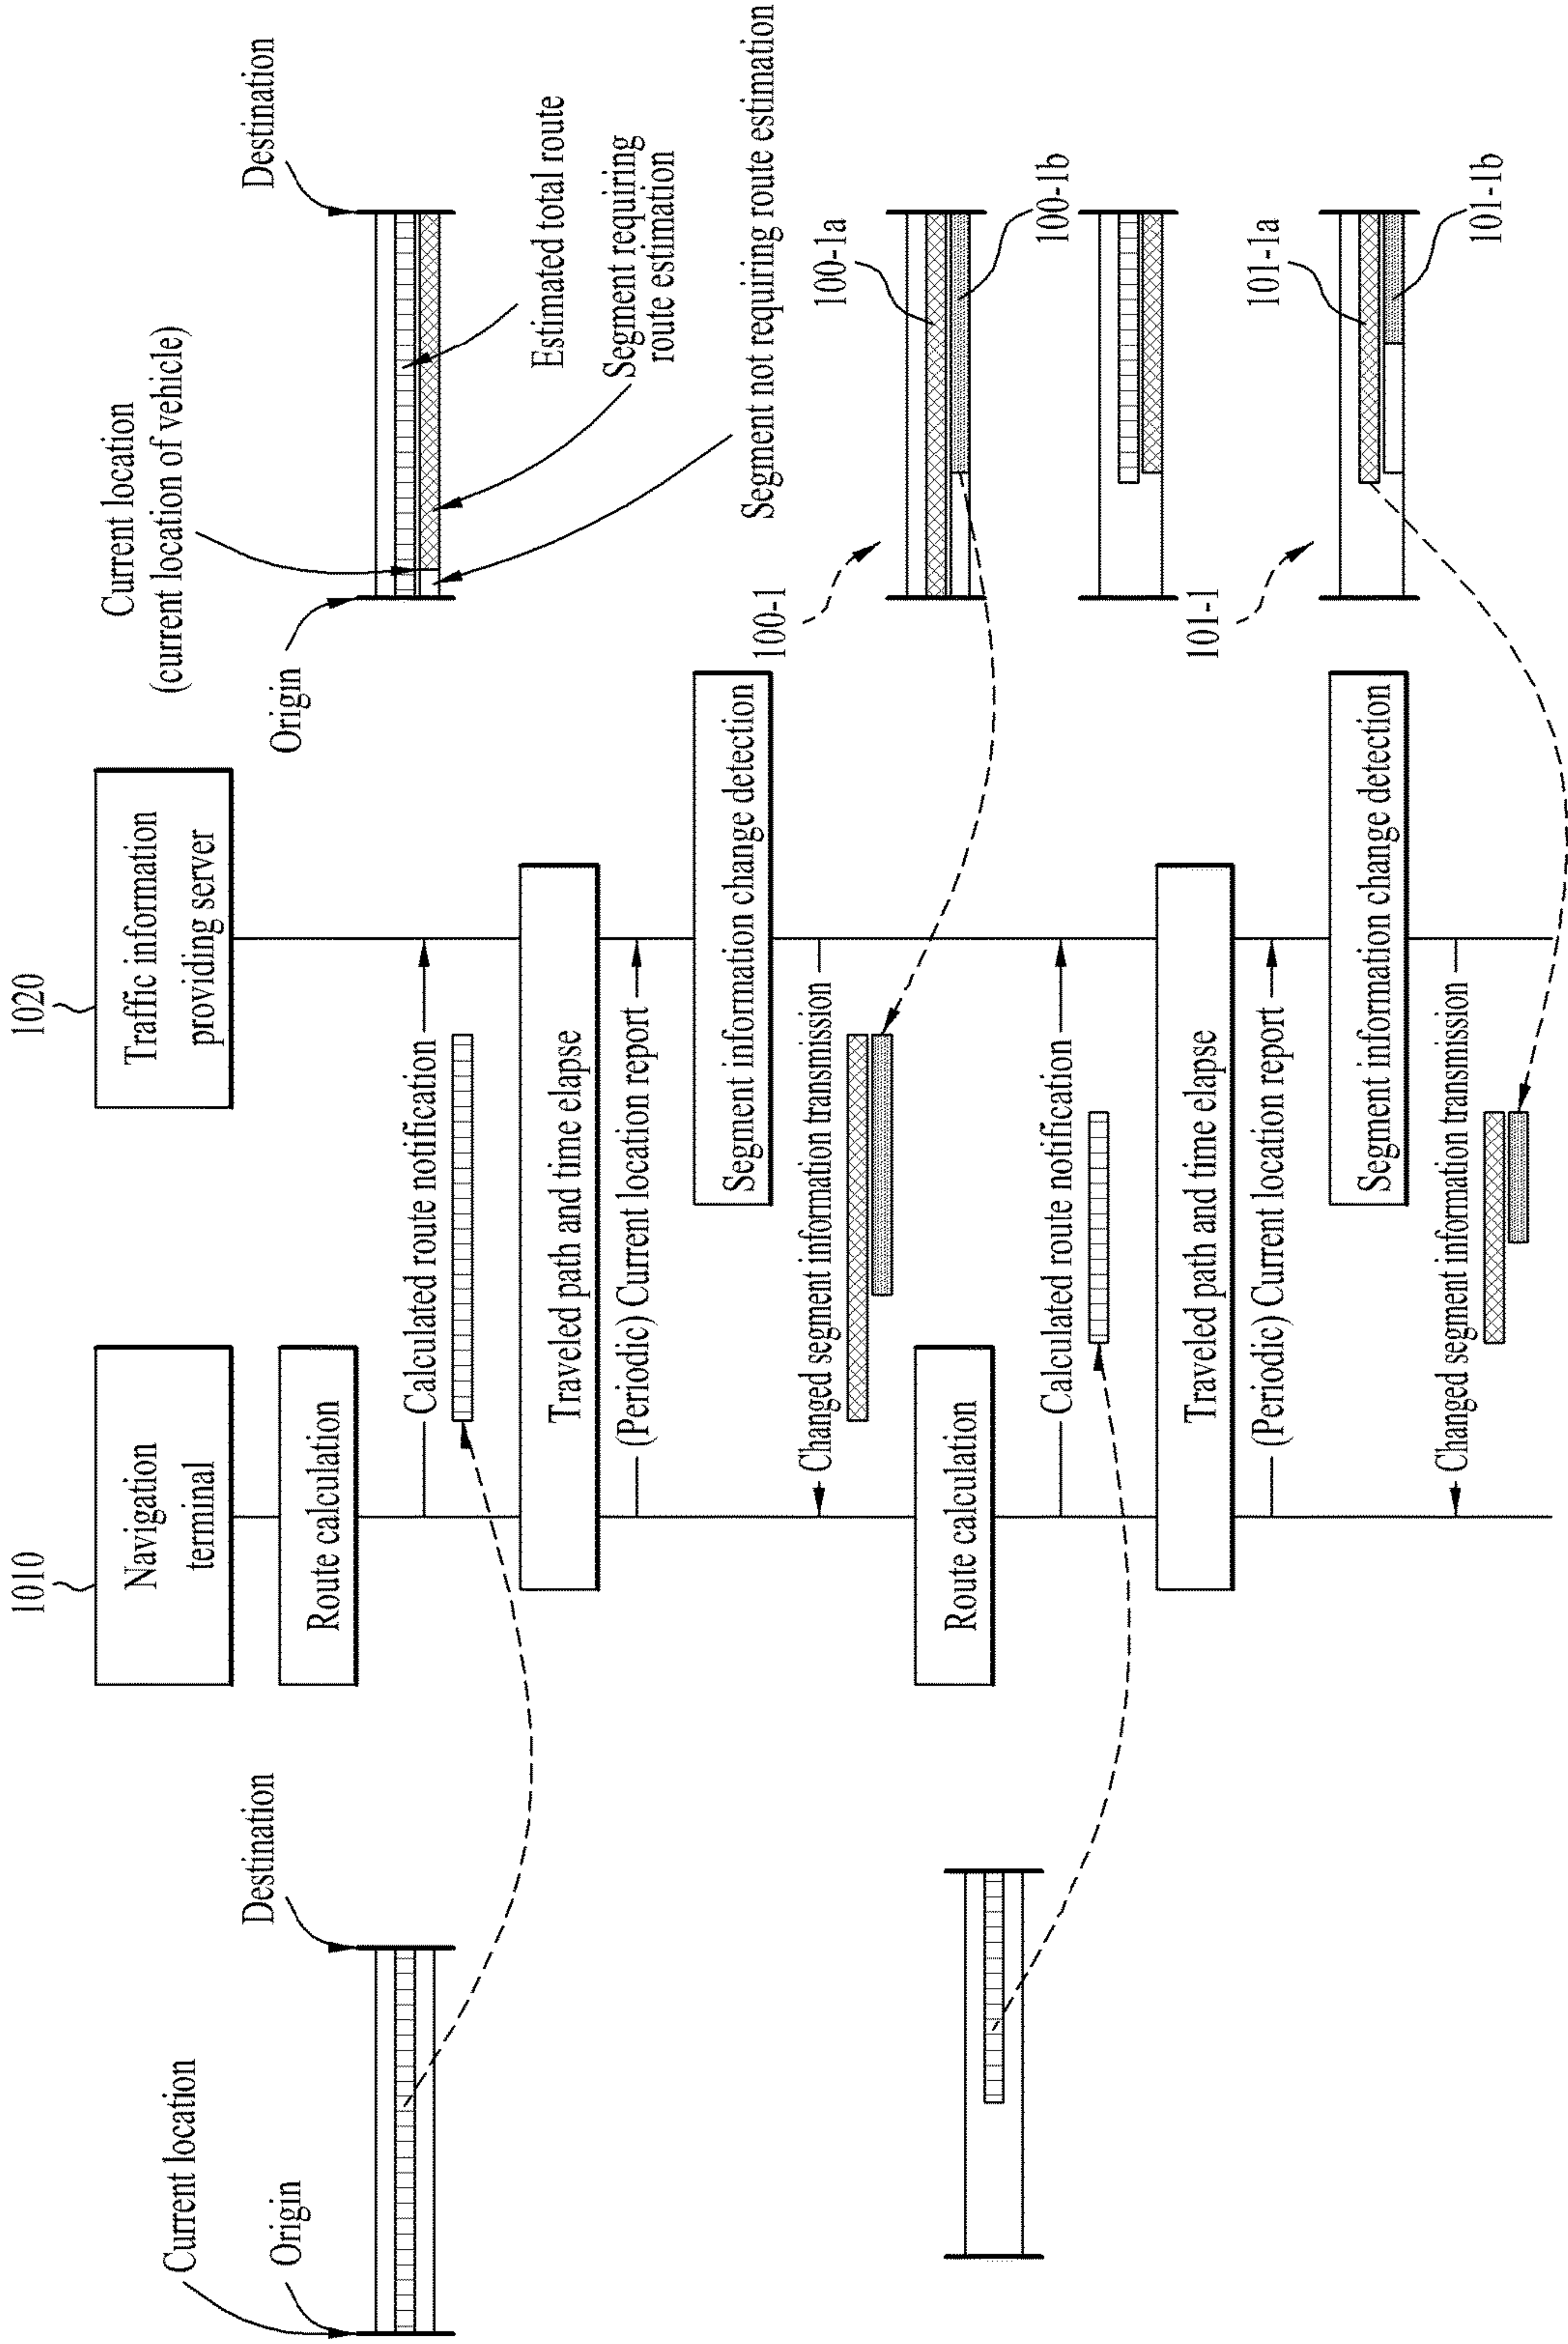 1010
Navigation
terminal
1020
Traffic information
providing server
Current location
Origin
Destination
Route calculation
Calculated route notification
Current location
(current location of vehicle)
Origin
Destination
Estimated total route
Segment requiring
route estimation
Segment not requiring route estimation
Traveled path and time elapse
(Periodic) Current location report
Segment information change detection
100-1
100-1a
100-1b
Changed segment information transmission
Route calculation
Calculated route notification
Traveled path and time elapse
(Periodic) Current location report
101-1
101-1a
101-1b
Segment information change detection
Changed segment information transmission